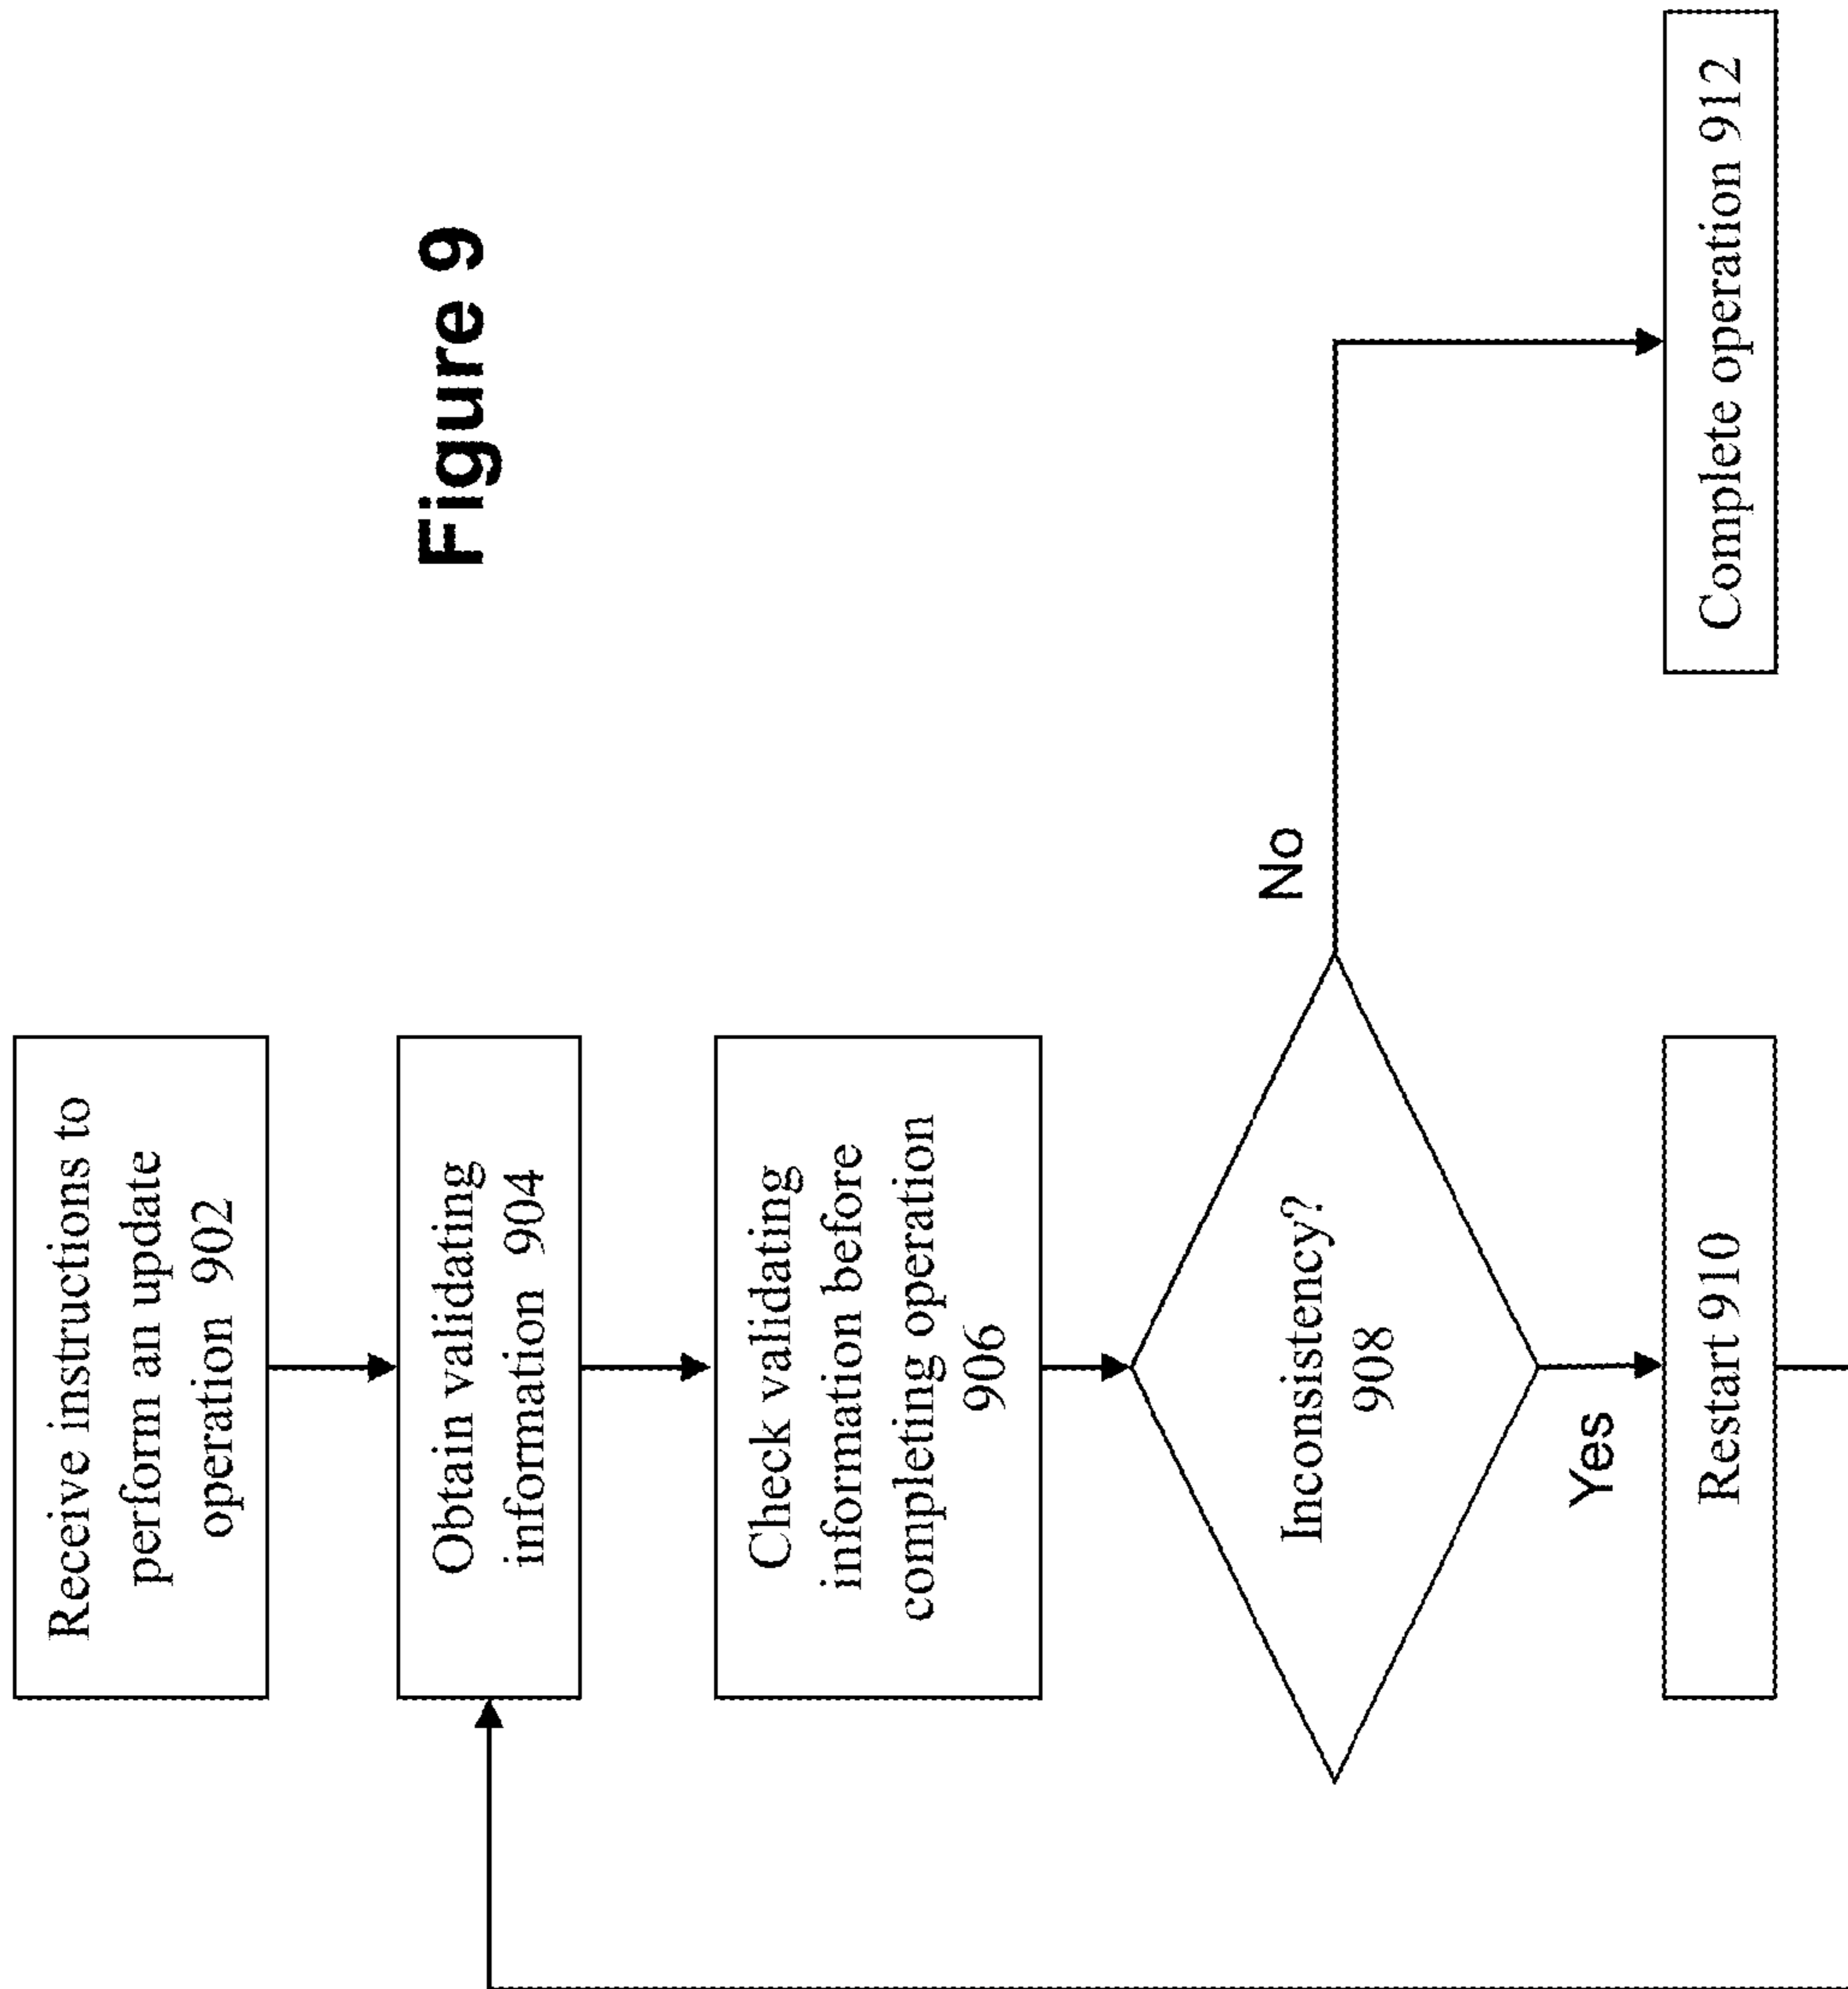 Receive instructions to
perform an update
operation 902
Obtain validating
information 904
Check validating
information before
completing operation
906
Inconsistency?
908
No
Yes
Restart 910
Complete operation 912
Figure 9